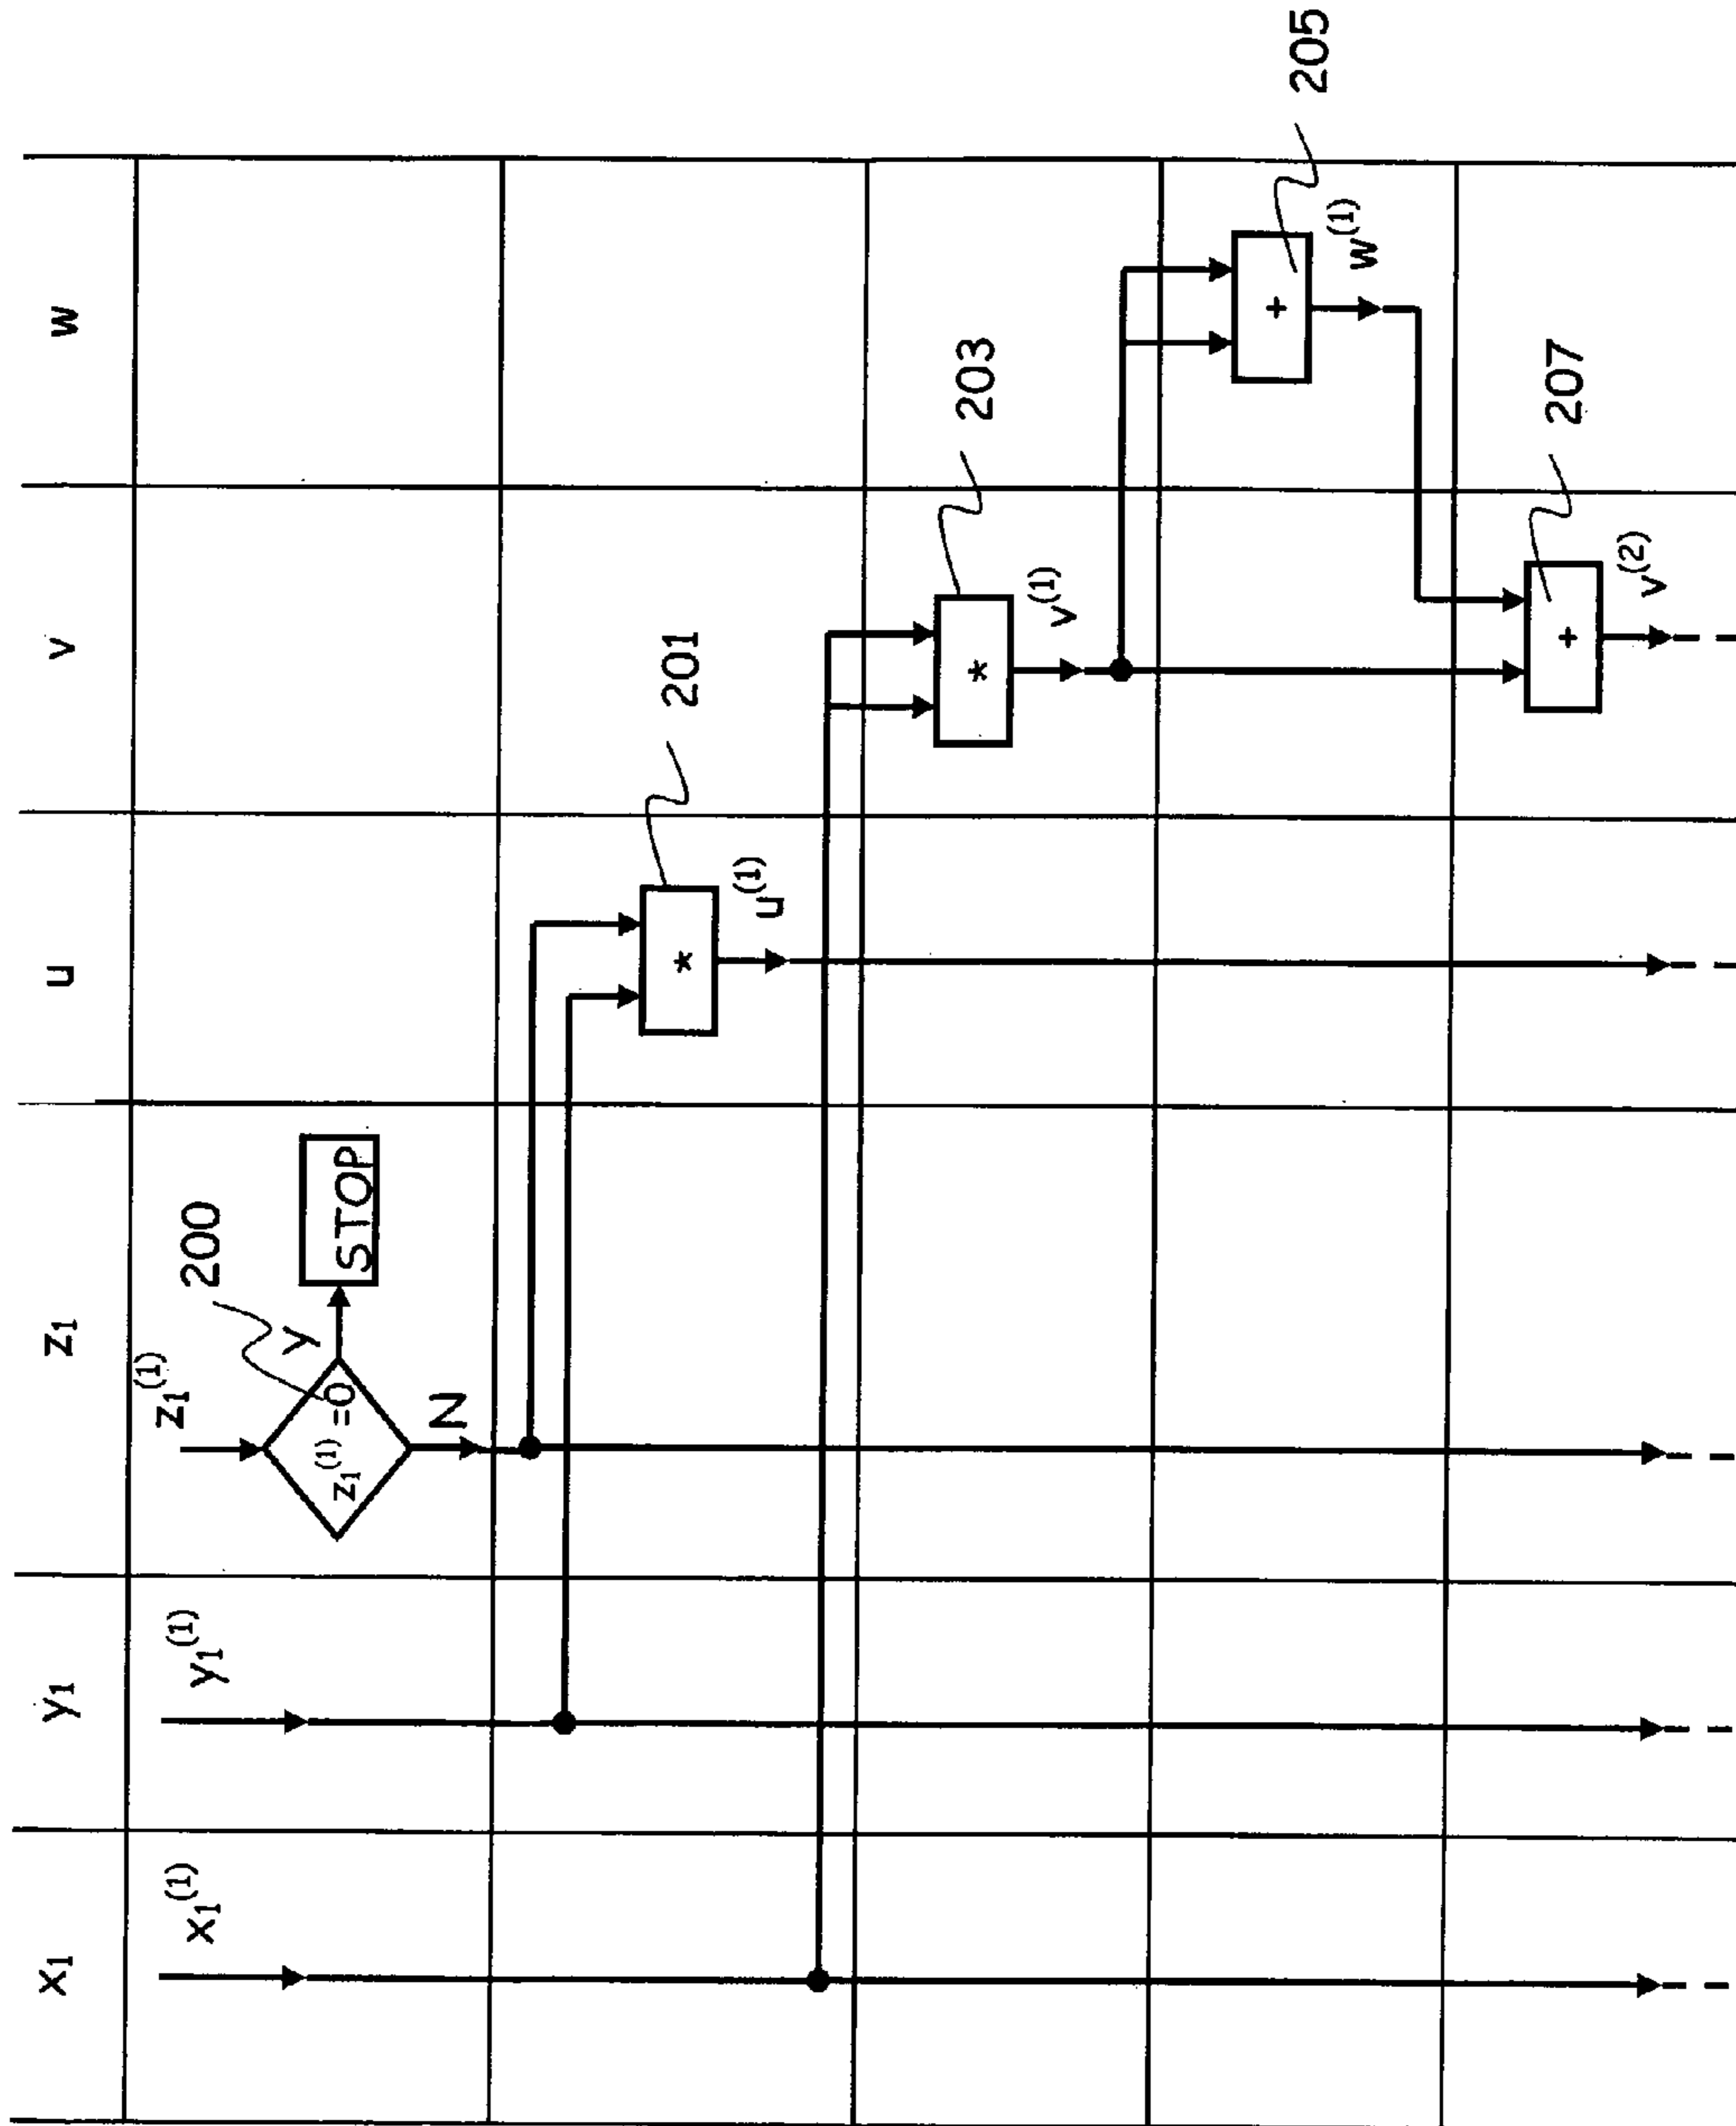 x₁ y₁ z₁ u v w
x₁⁽¹⁾ y₁⁽¹⁾ z₁⁽¹⁾
200
z₁⁽¹⁾ =0
y
STOP
N
201
*
u⁽¹⁾
203
*
v⁽¹⁾
205
+
w⁽¹⁾
207
+
v⁽²⁾